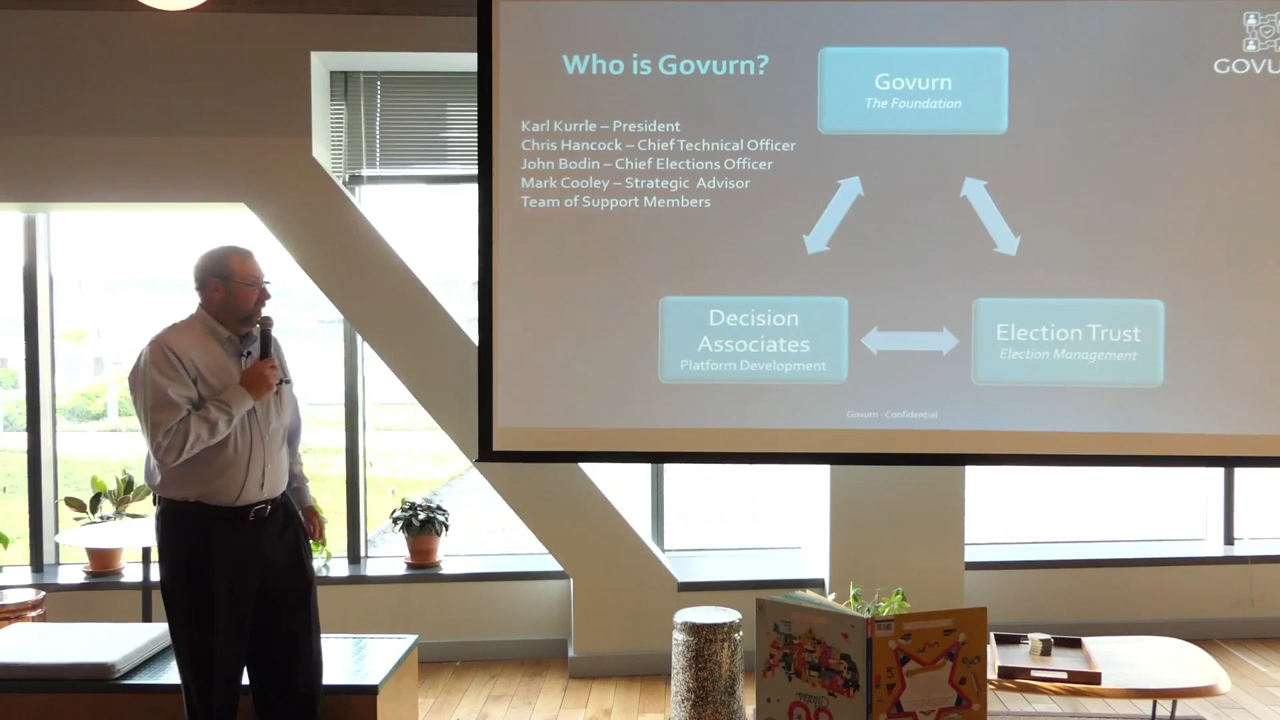 Who is Govurn?
Karl Kurrle – President
Chris Hancock – Chief Technical Officer
John Bodin – Chief Elections Officer
Mark Cooley – Strategic Advisor
Team of Support Members
Govurn
The Foundation
Decision
Associates
Platform Development
Election Trust
Election Management
Govurn - Confidential